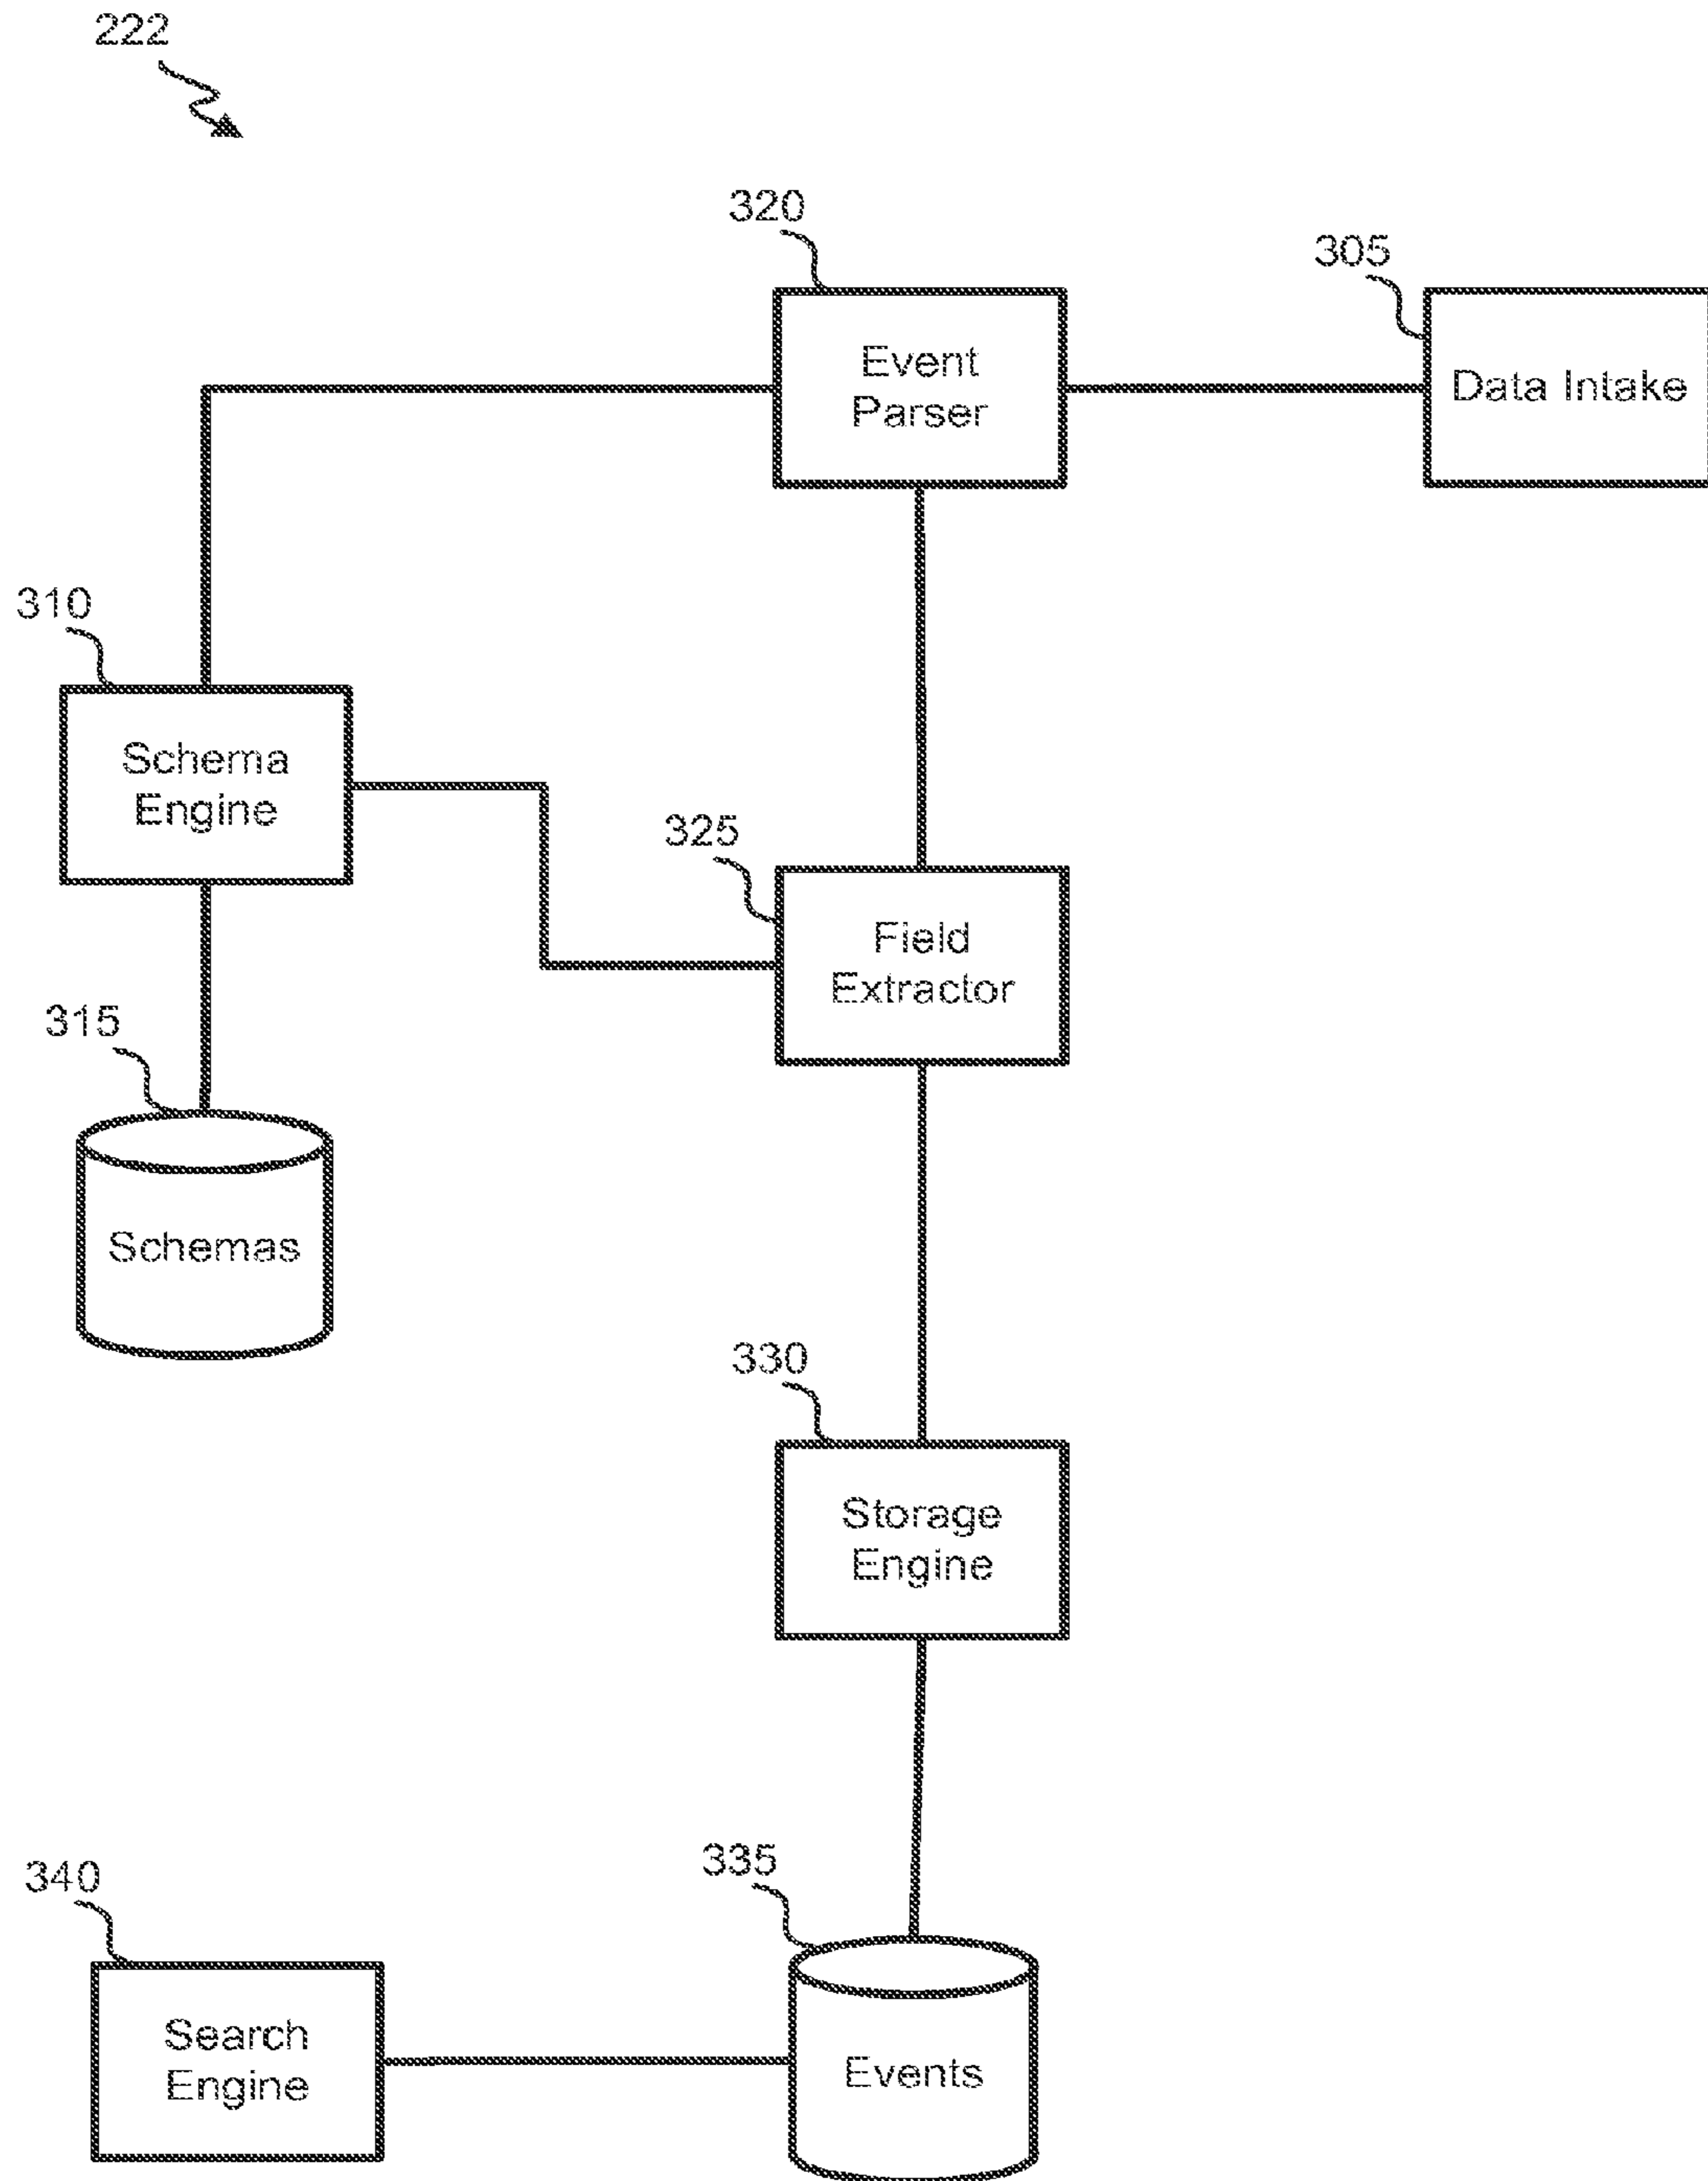 222
320
305
Event
Parser
Data Intake
310
Schema
Engine
325
Field
Extractor
315
Schemas
330
Storage
Engine
340
335
Search
Engine
Events